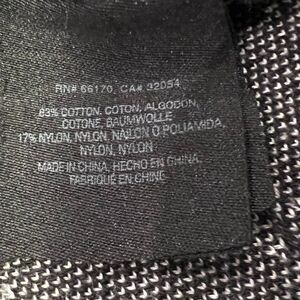 RN# 66170, CA# 32054
83% COTTON, COTON, ALGODON,
COTONE, BAUMWOLLE
17% NYLON, NYLON, NAILON O POLIAMIDA,
NYLON, NYLON
MADE IN CHINA, HECHO EN CHINA,
FABRIQUE EN CHINE